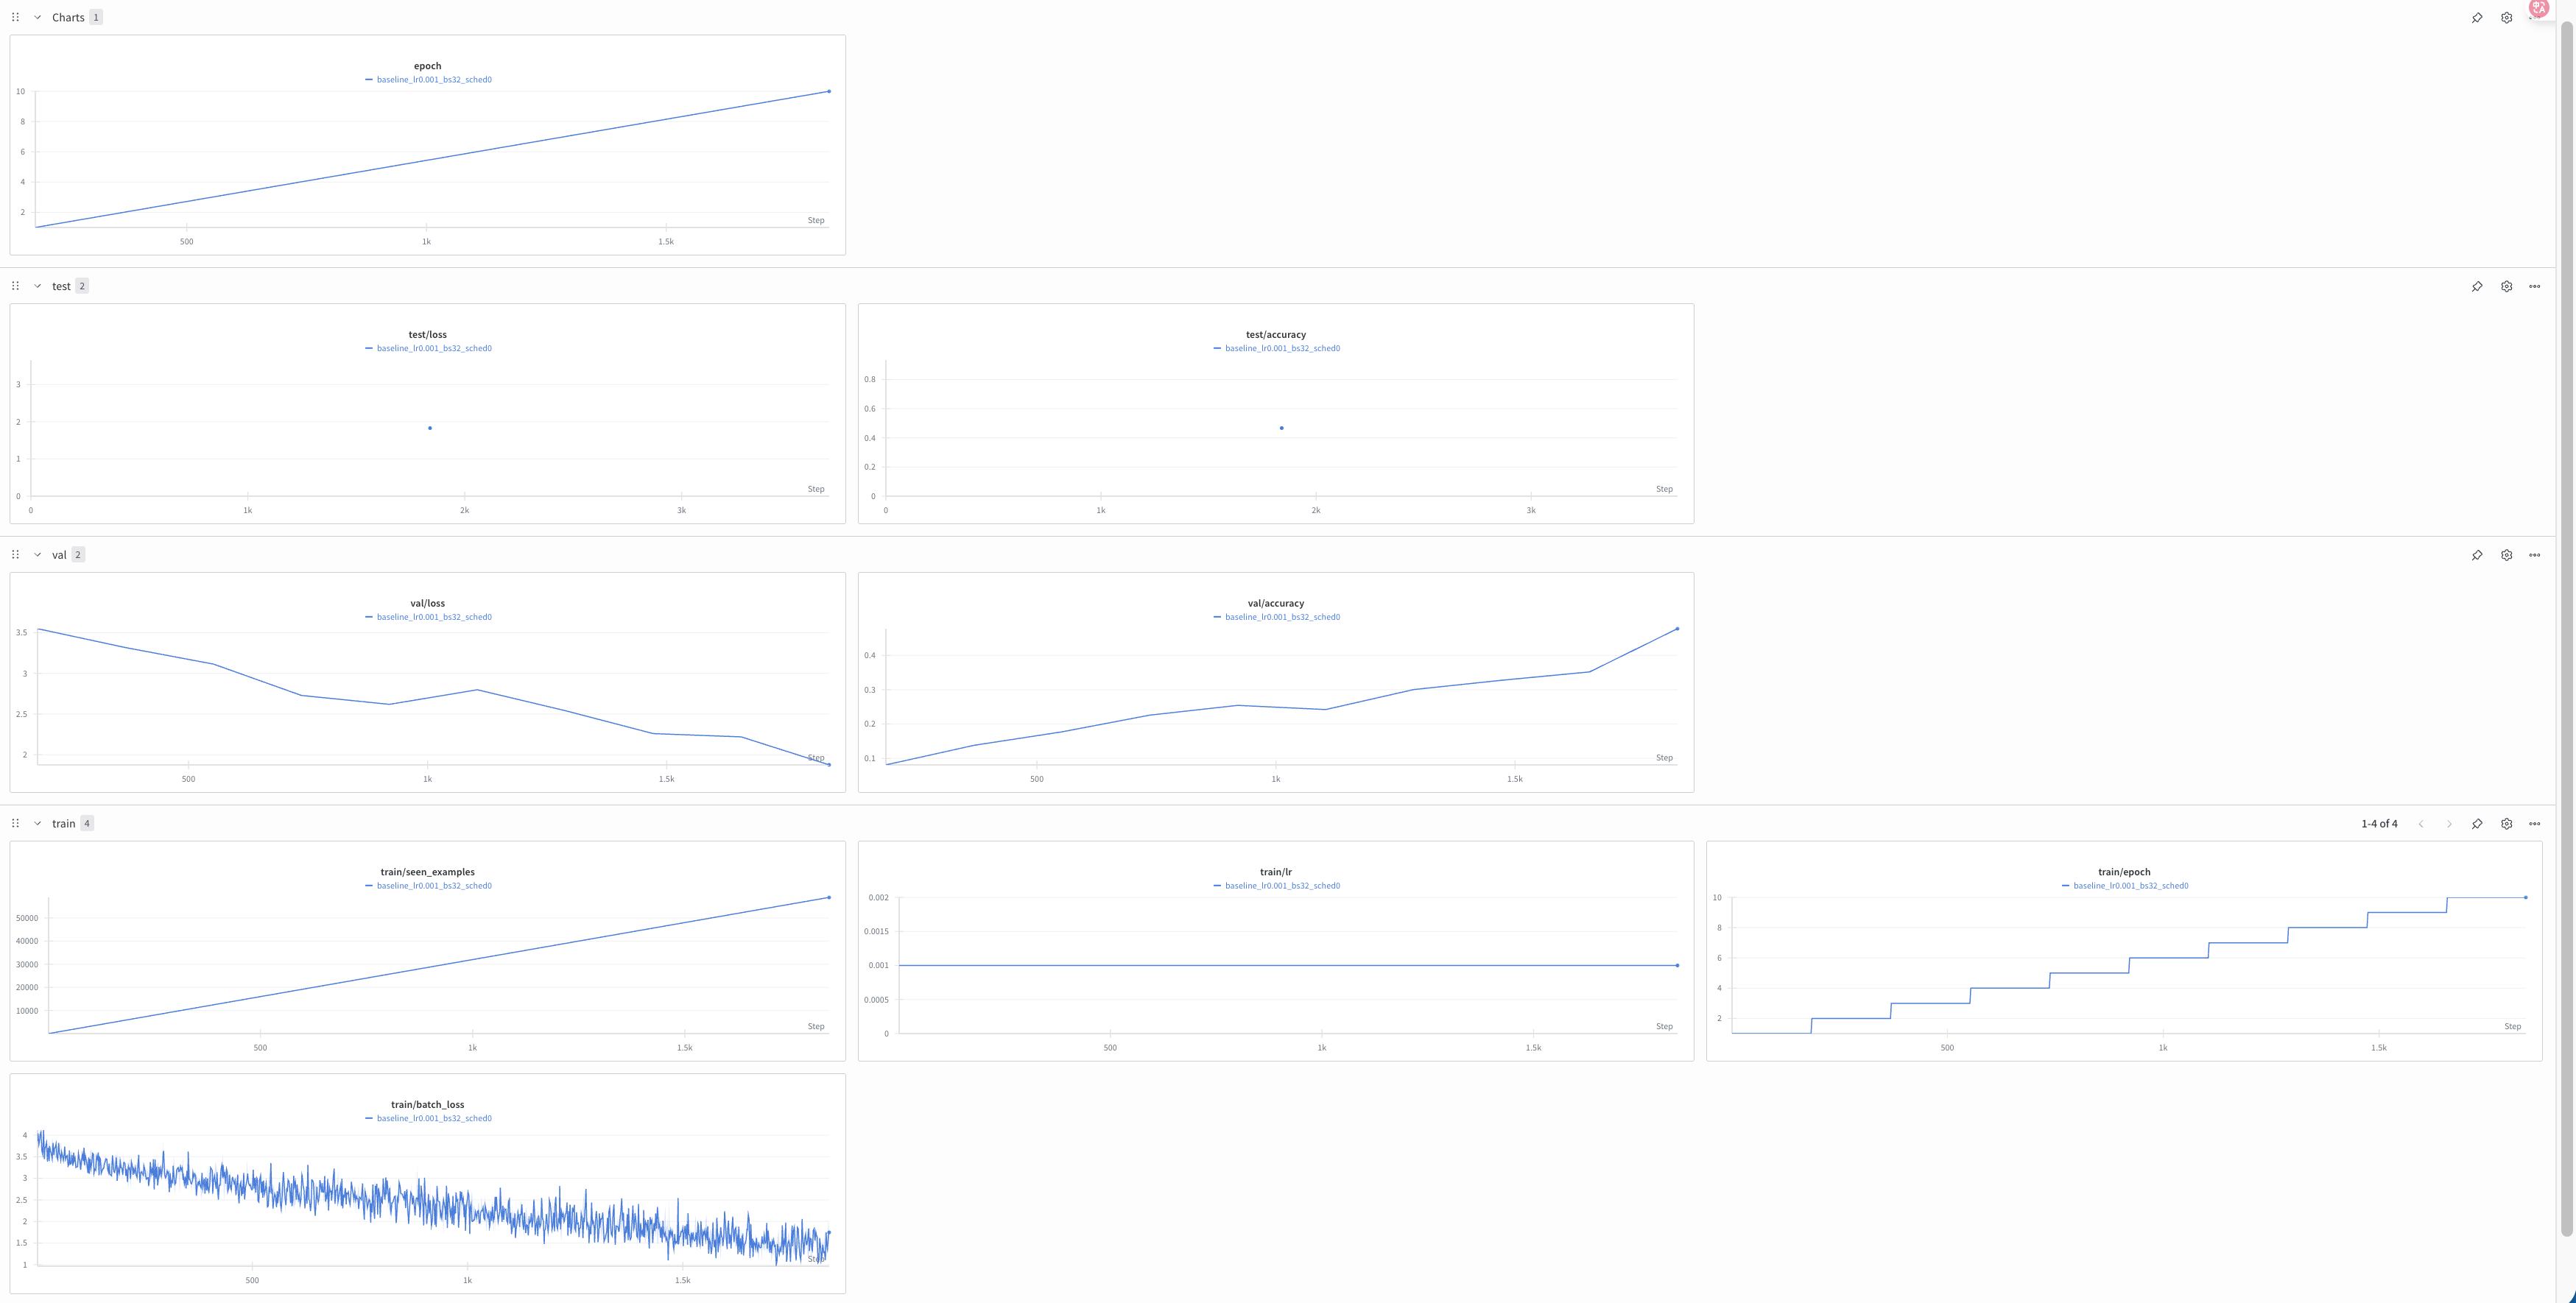 Charts 1
epoch
baseline_lr0.001_bs32_sched0
10
8
6
4
2
Step
500 1k 1.5k
test 2
test/loss
baseline_lr0.001_bs32_sched0
3
2
1
0
Step
0 1k 2k 3k
test/accuracy
baseline_lr0.001_bs32_sched0
0.8
0.6
0.4
0.2
0
Step
0 1k 2k 3k
val 2
val/loss
baseline_lr0.001_bs32_sched0
3.5
3
2.5
2
Step
500 1k 1.5k
val/accuracy
baseline_lr0.001_bs32_sched0
0.4
0.3
0.2
0.1
Step
500 1k 1.5k
train 4
1-4 of 4
train/seen_examples
baseline_lr0.001_bs32_sched0
50000
40000
30000
20000
10000
Step
500 1k 1.5k
train/lr
baseline_lr0.001_bs32_sched0
0.002
0.0015
0.001
0.0005
0
Step
500 1k 1.5k
train/epoch
baseline_lr0.001_bs32_sched0
10
8
6
4
2
Step
500 1k 1.5k
train/batch_loss
baseline_lr0.001_bs32_sched0
4
3.5
3
2.5
2
1.5
1
Step
500 1k 1.5k